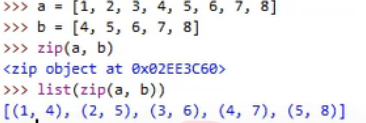 >>> a = [1, 2, 3, 4, 5, 6, 7, 8]
>>> b = [4, 5, 6, 7, 8]
>>> zip(a, b)
<zip object at 0x02EE3C60>
>>> list(zip(a, b))
[(1, 4), (2, 5), (3, 6), (4, 7), (5, 8)]